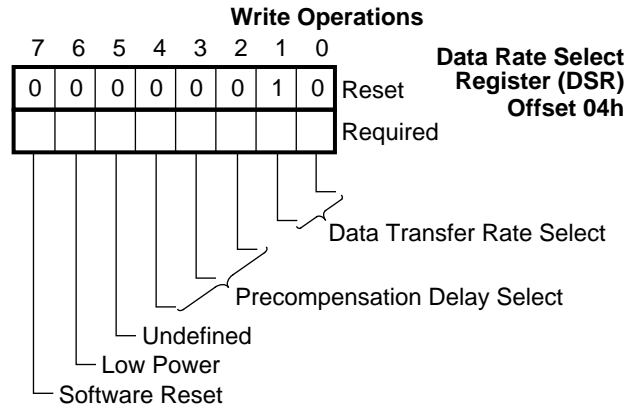 Write Operations
7 6 5 4 3 2 1 0
Data Rate Select
Register (DSR)
Offset 04h
0 0 0 0 0 0 1 0 Reset
Required
Data Transfer Rate Select
Precompensation Delay Select
Undefined
Low Power
Software Reset